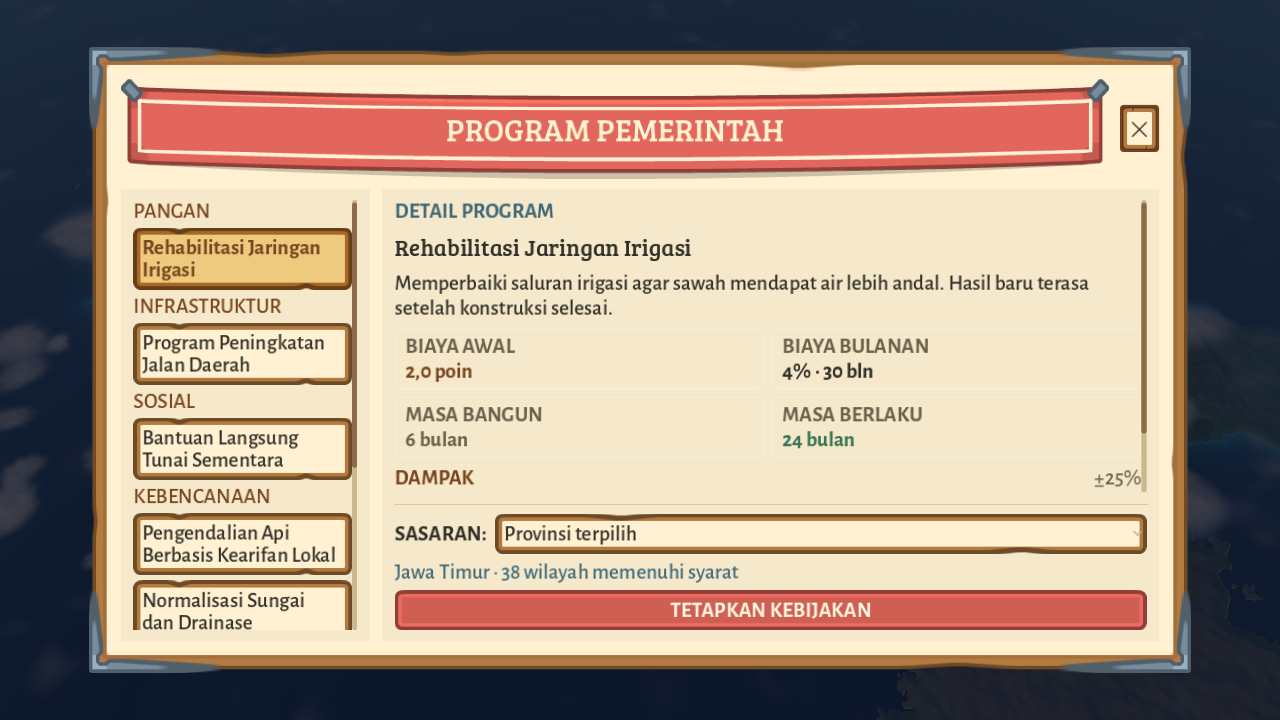 PROGRAM PEMERINTAH
PANGAN
Rehabilitasi Jaringan
Irigasi
INFRASTRUKTUR
Program Peningkatan
Jalan Daerah
SOSIAL
Bantuan Langsung
Tunai Sementara
KEBENCANAAN
Pengendalian Api
Berbasis Kearifan Lokal
Normalisasi Sungai
dan Drainase
DETAIL PROGRAM
Rehabilitasi Jaringan Irigasi
Memperbaiki saluran irigasi agar sawah mendapat air lebih andal. Hasil baru terasa
setelah konstruksi selesai.
BIAYA AWAL
2,0 poin
BIAYA BULANAN
4% · 30 bln
MASA BANGUN
6 bulan
MASA BERLAKU
24 bulan
DAMPAK
±25%
SASARAN:
Provinsi terpilih
Jawa Timur · 38 wilayah memenuhi syarat
TETAPKAN KEBIJAKAN